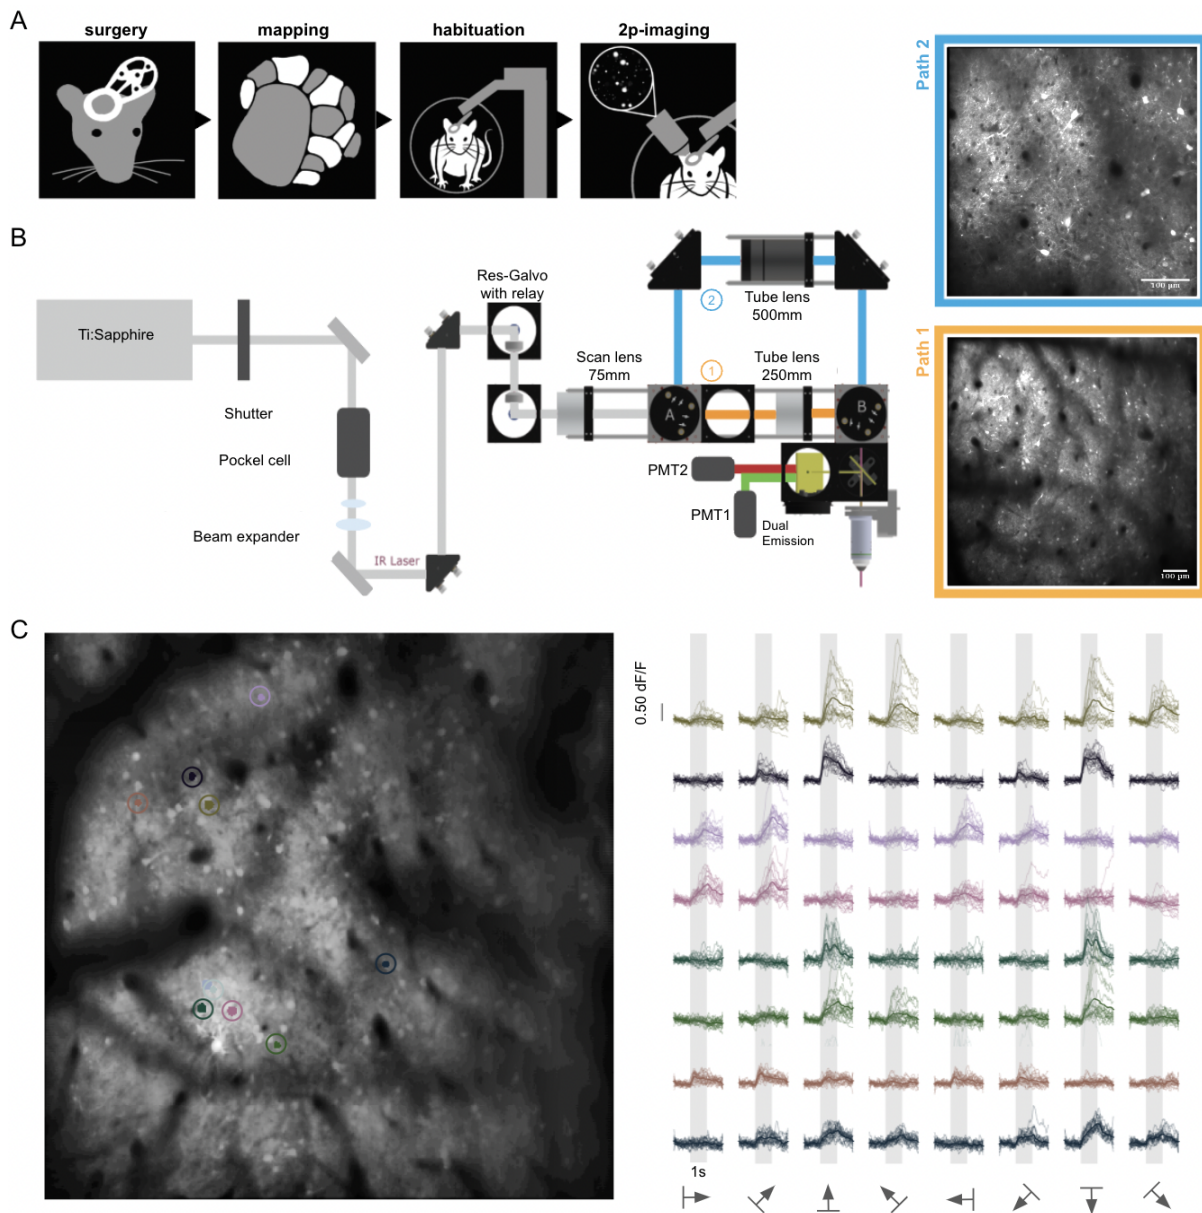 A
surgery
mapping
habituation
2p-imaging
Path 2
100 µm
B
Ti:Sapphire
Shutter
Pockel cell
Beam expander
IR Laser
Res-Galvo
with relay
Scan lens
75mm
2
Tube lens
500mm
1
Tube lens
250mm
A
B
PMT2
PMT1
Dual
Emission
Path 1
100 µm
C
0.50 dF/F
1s